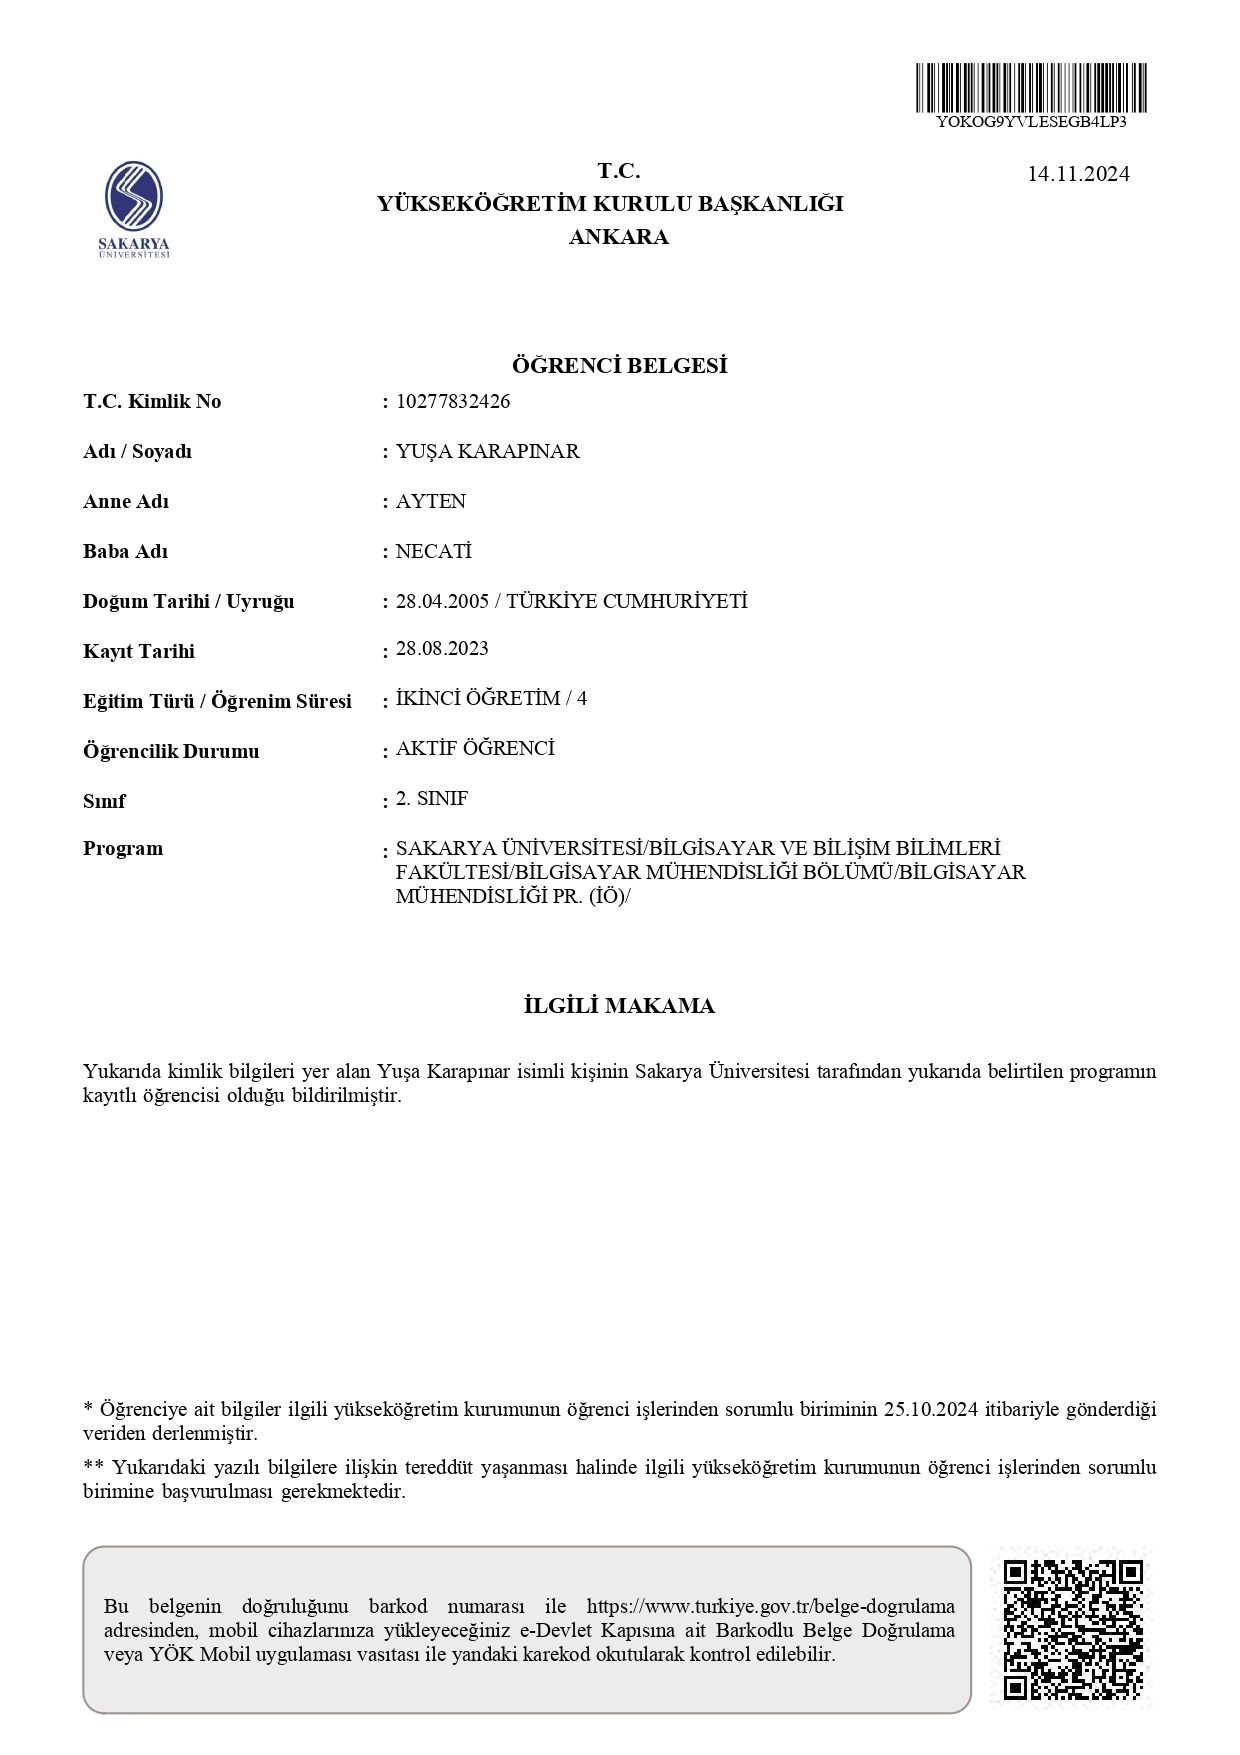 YOKOG9YVLESEGB4LP3
T.C.
14.11.2024
YÜKSEKÖĞRETİM KURULU BAŞKANLIĞI
ANKARA
SAKARYA
ÜNİVERSİTESİ
ÖĞRENCİ BELGESİ
T.C. Kimlik No : 10277832426
Adı / Soyadı : YUŞA KARAPINAR
Anne Adı : AYTEN
Baba Adı : NECATİ
Doğum Tarihi / Uyruğu : 28.04.2005 / TÜRKİYE CUMHURİYETİ
Kayıt Tarihi : 28.08.2023
Eğitim Türü / Öğrenim Süresi : İKİNCİ ÖĞRETİM / 4
Öğrencilik Durumu : AKTİF ÖĞRENCİ
Sınıf : 2. SINIF
Program : SAKARYA ÜNİVERSİTESİ/BİLGİSAYAR VE BİLİŞİM BİLİMLERİ
FAKÜLTESİ/BİLGİSAYAR MÜHENDİSLİĞİ BÖLÜMÜ/BİLGİSAYAR
MÜHENDİSLİĞİ PR. (İÖ)/
İLGİLİ MAKAMA
Yukarıda kimlik bilgileri yer alan Yuşa Karapınar isimli kişinin Sakarya Üniversitesi tarafından yukarıda belirtilen programın
kayıtlı öğrencisi olduğu bildirilmiştir.
* Öğrenciye ait bilgiler ilgili yükseköğretim kurumunun öğrenci işlerinden sorumlu biriminin 25.10.2024 itibariyle gönderdiği
veriden derlenmiştir.
** Yukarıdaki yazılı bilgilere ilişkin tereddüt yaşanması halinde ilgili yükseköğretim kurumunun öğrenci işlerinden sorumlu
birimine başvurulması gerekmektedir.
Bu belgenin doğruluğunu barkod numarası ile https://www.turkiye.gov.tr/belge-dogrulama
adresinden, mobil cihazlarınıza yükleyeceğiniz e-Devlet Kapısına ait Barkodlu Belge Doğrulama
veya YÖK Mobil uygulaması vasıtası ile yandaki karekod okutularak kontrol edilebilir.